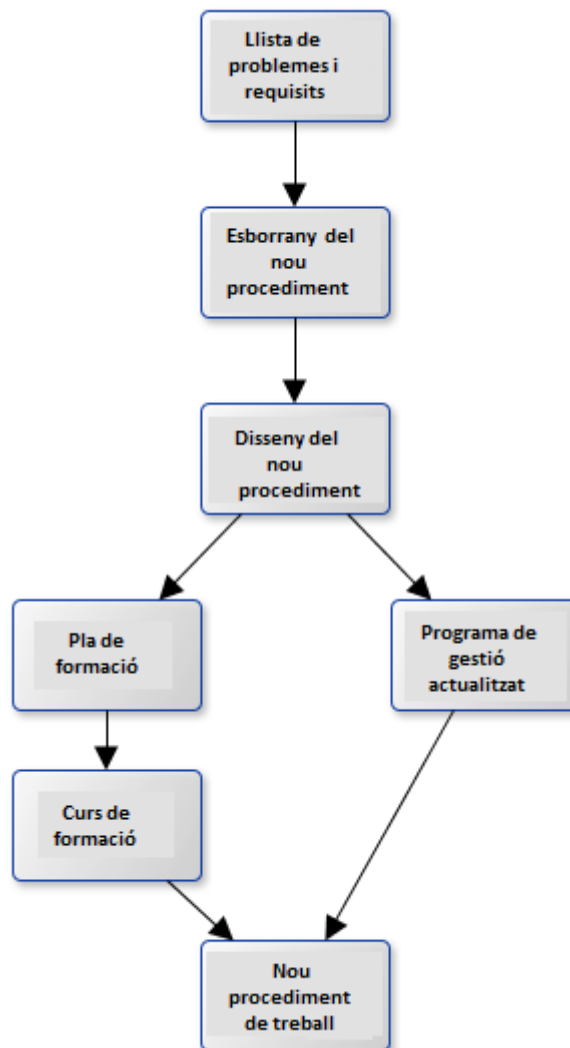 Llista de
problemes i
requisits
Esborrany del
nou
procediment
Disseny del
nou
procediment
Pla de
formació
Programa de
gestió
actualitzat
Curs de
formació
Nou
procediment
de treball